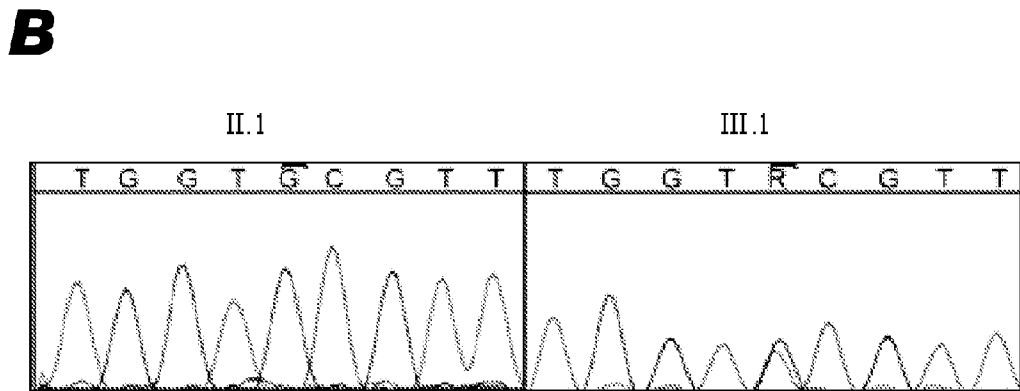 B
II.1
III.1
T G G T G C G T T
T G G T R C G T T